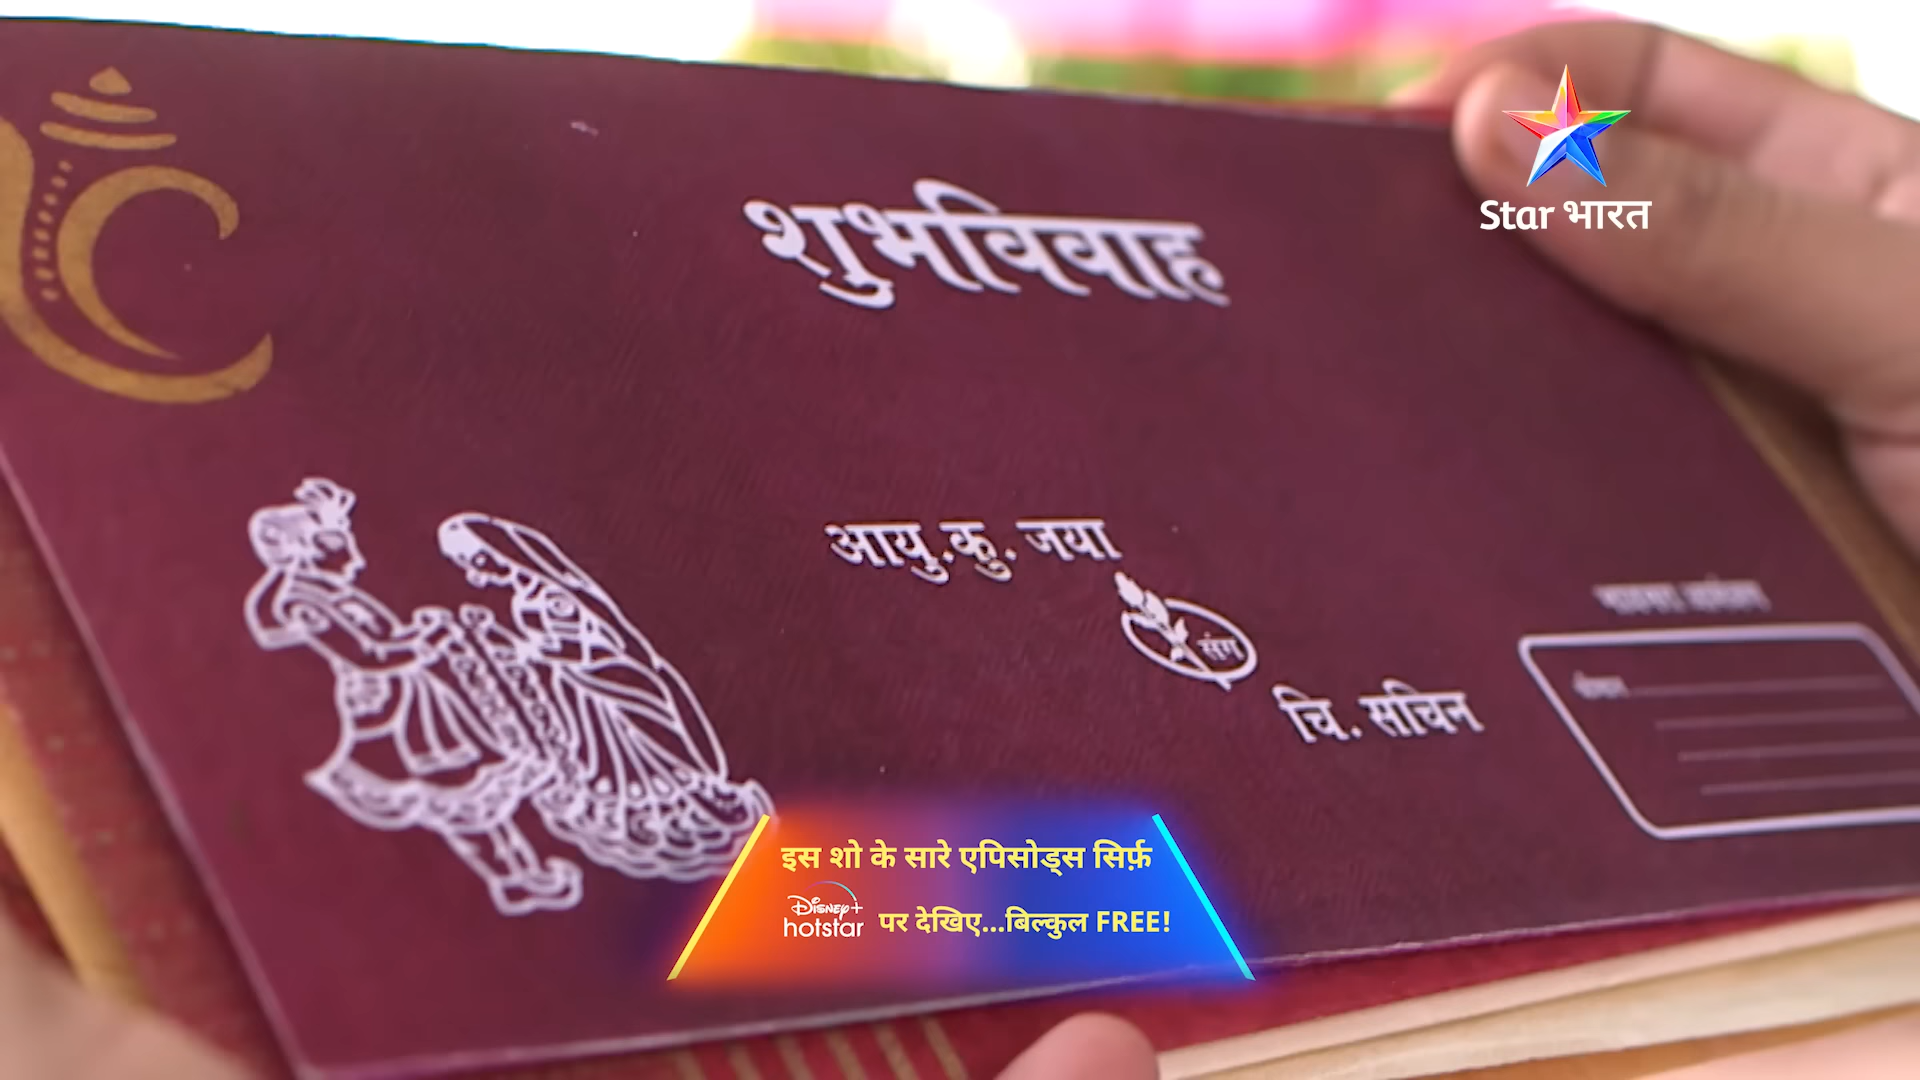 Star भारत
शुभविवाह
आयु.कु. जया
संग
चि. सचिन
इस शो के सारे एपिसोड्स सिर्फ़
Disney+ hotstar पर देखिए...बिल्कुल FREE!